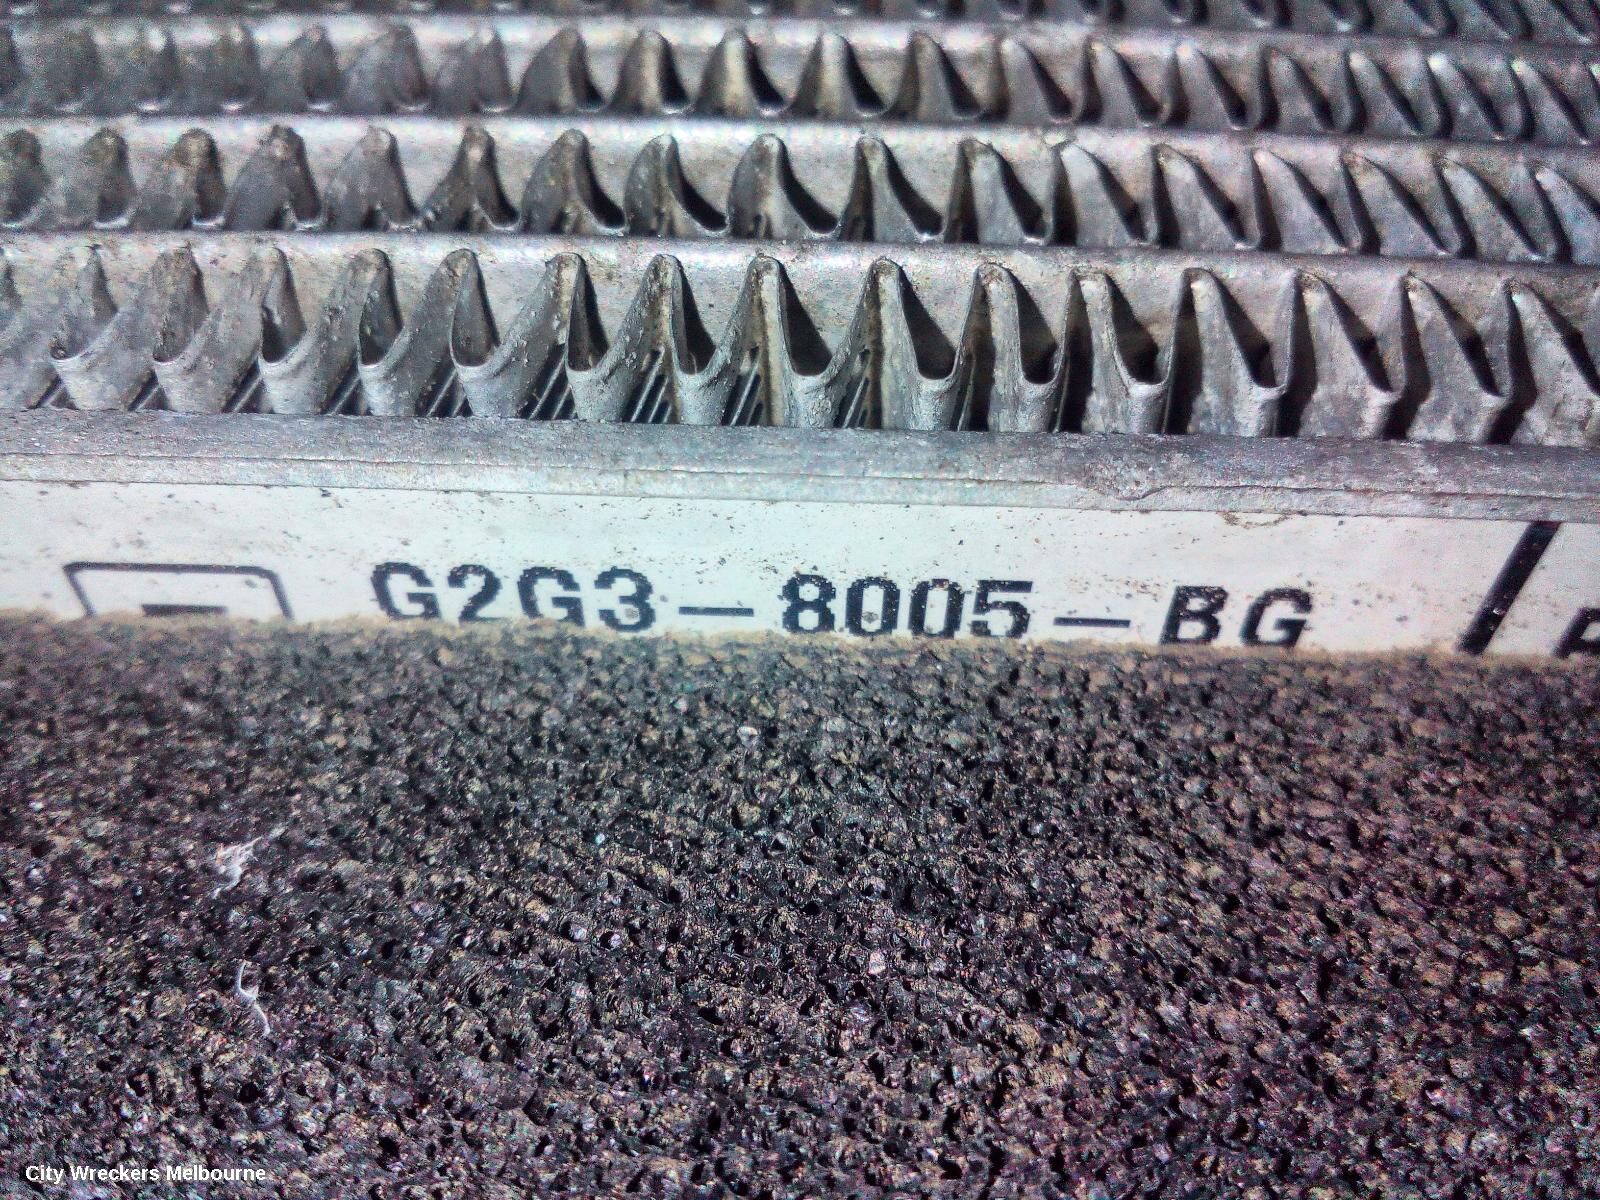 G2G3-8005-BG
City Wreckers Melbourne